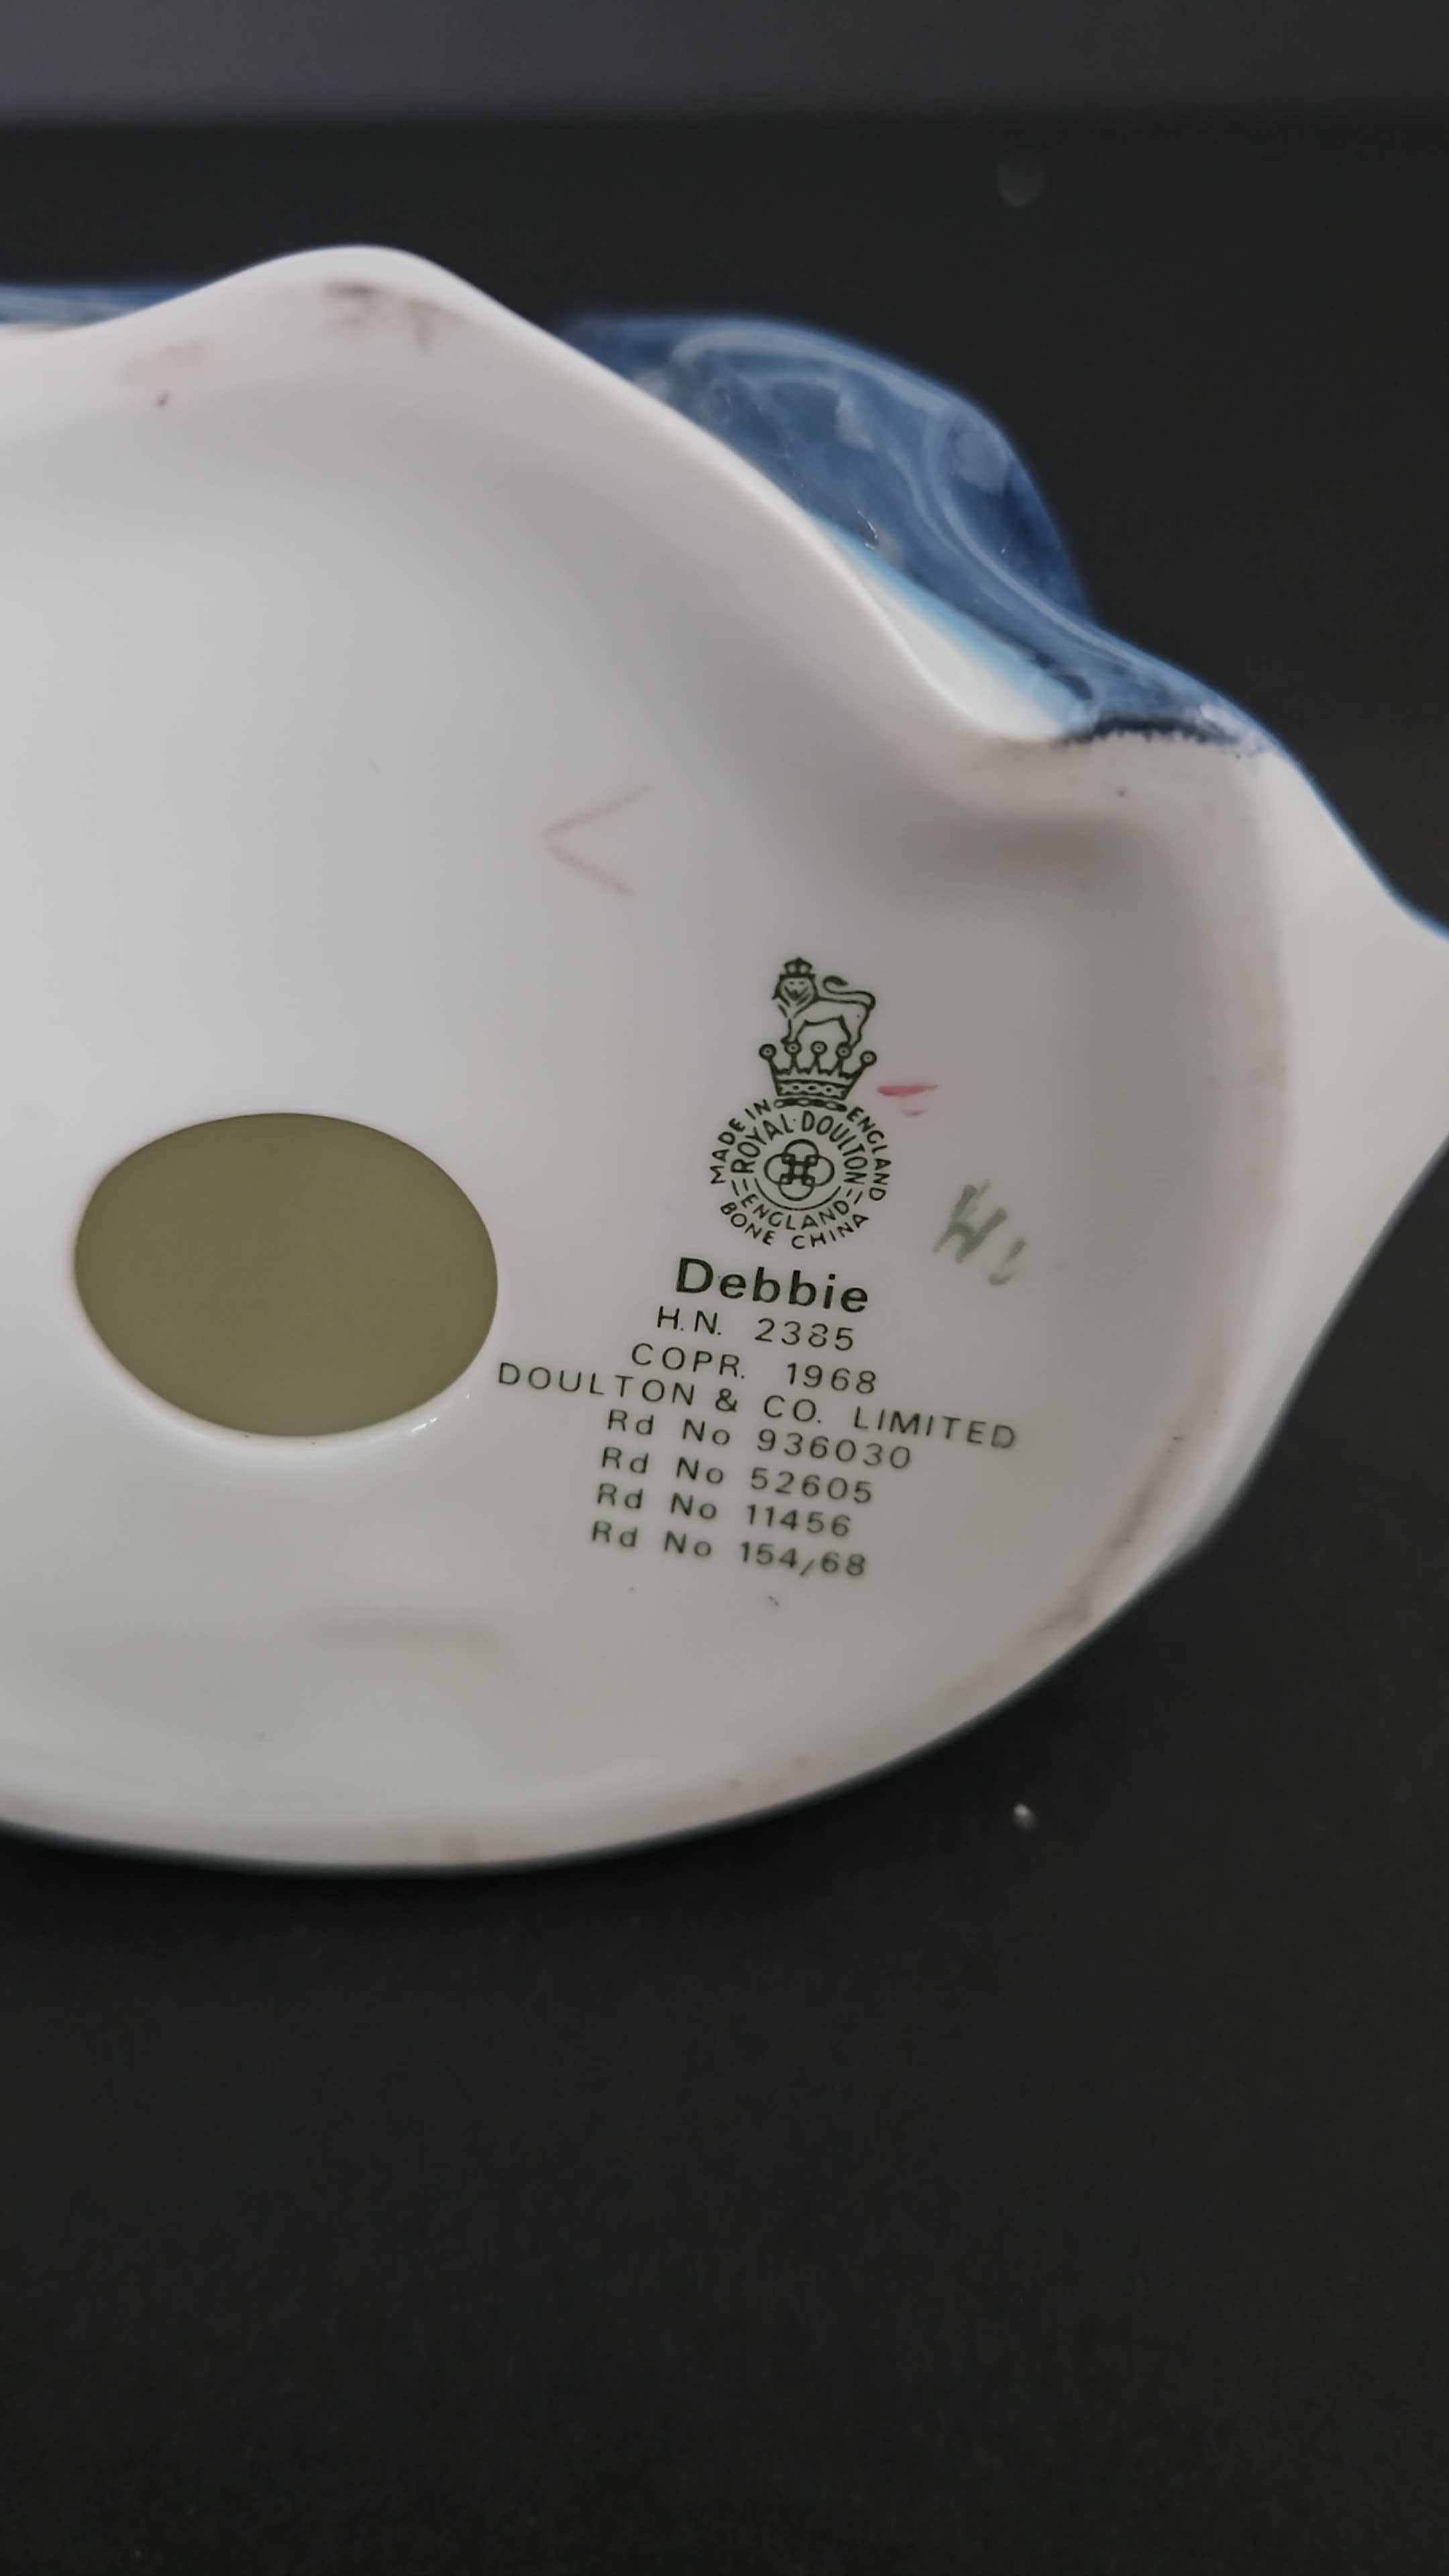 MADE IN ENGLAND
ROYAL·DOULTON
ENGLAND
BONE CHINA
Debbie
H.N. 2385
COPR. 1968
DOULTON & CO. LIMITED
Rd No 936030
Rd No 52605
Rd No 11456
Rd No 154/68